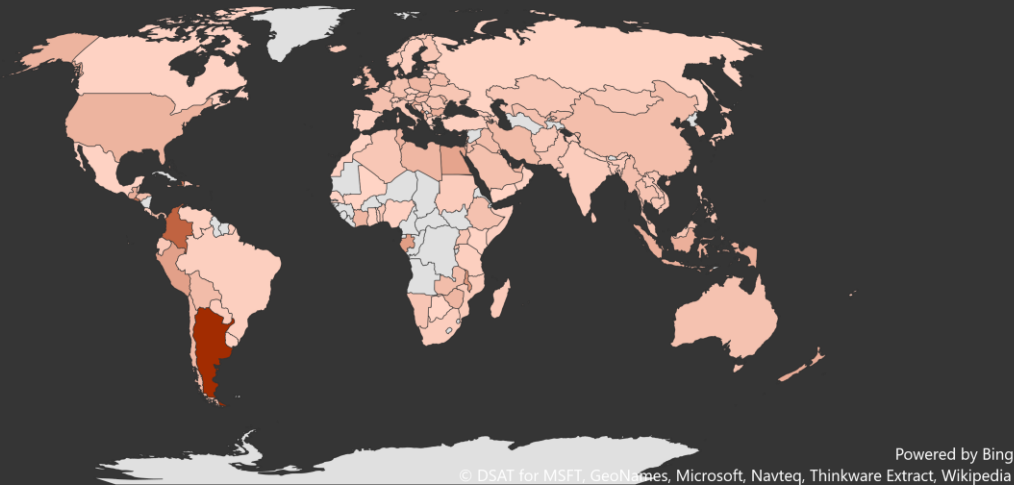 Powered by Bing
© DSAT for MSFT, GeoNames, Microsoft, Navteq, Thinkware Extract, Wikipedia